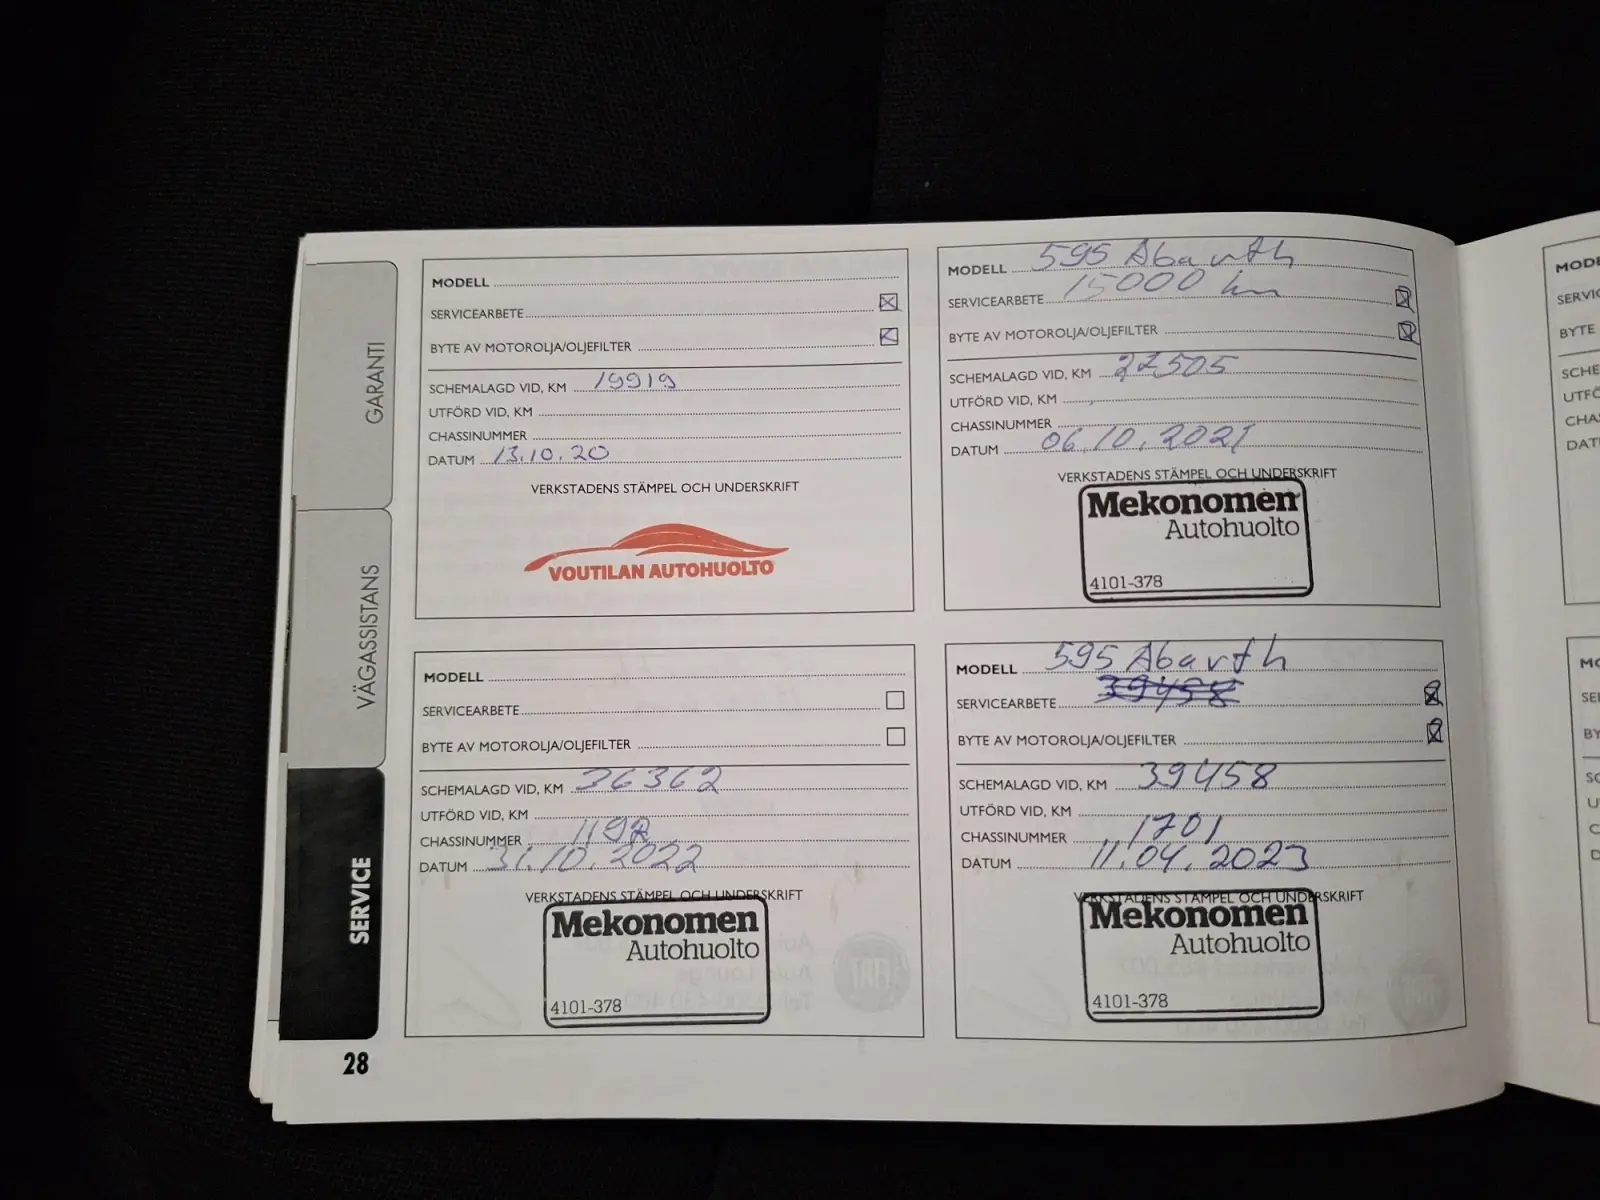 GARANTI
VÄGASSISTANS
SERVICE
28
MODELL
SERVICEARBETE
BYTE AV MOTOROLJA/OLJEFILTER
SCHEMALAGD VID, KM 19919
UTFÖRD VID, KM
CHASSINUMMER
DATUM 13.10.20
VERKSTADENS STÄMPEL OCH UNDERSKRIFT
VOUTILAN AUTOHUOLTO
MODELL 595 Abarth
SERVICEARBETE 15000 km
BYTE AV MOTOROLJA/OLJEFILTER
SCHEMALAGD VID, KM 22505
UTFÖRD VID, KM
CHASSINUMMER
DATUM 06.10.2021
VERKSTADENS STÄMPEL OCH UNDERSKRIFT
Mekonomen
Autohuolto
4101-378
MODELL
SERVICEARBETE
BYTE AV MOTOROLJA/OLJEFILTER
SCHEMALAGD VID, KM 36362
UTFÖRD VID, KM
CHASSINUMMER
DATUM 31.10.2022
VERKSTADENS STÄMPEL OCH UNDERSKRIFT
Mekonomen
Autohuolto
4101-378
MODELL 595 Abarth
SERVICEARBETE 39458
BYTE AV MOTOROLJA/OLJEFILTER
SCHEMALAGD VID, KM 39458
UTFÖRD VID, KM
CHASSINUMMER 1701
DATUM 11.04.2023
VERKSTADENS STÄMPEL OCH UNDERSKRIFT
Mekonomen
Autohuolto
4101-378